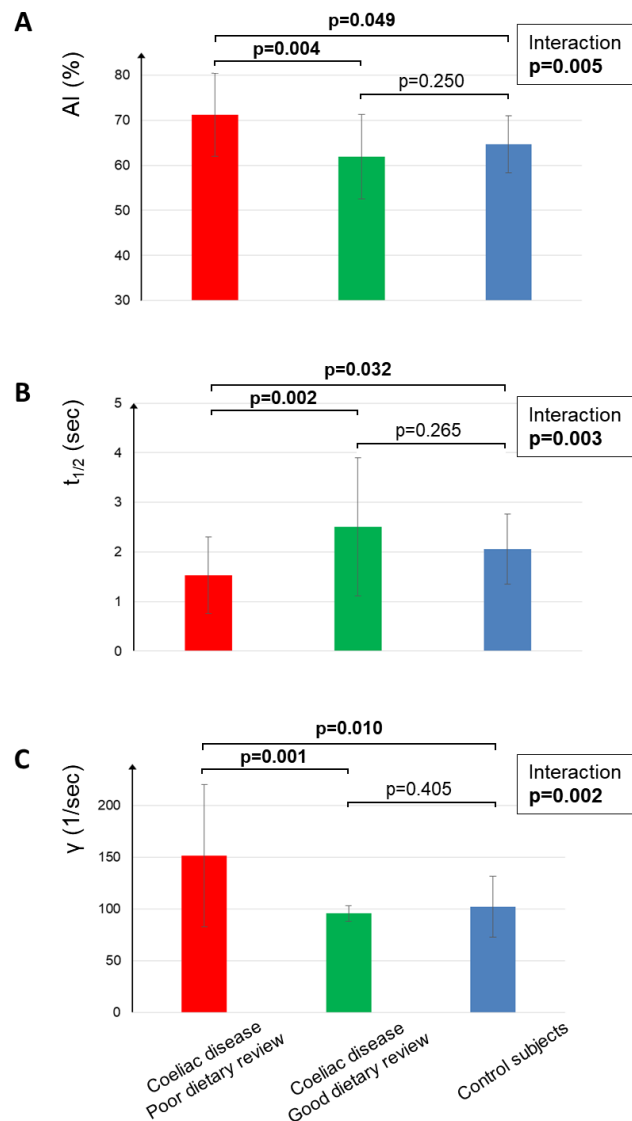 A
p=0.049
Interaction
p=0.005
p=0.004
p=0.250
AI (%)
80
70
60
50
40
30
B
p=0.032
Interaction
p=0.003
p=0.002
p=0.265
t1/2 (sec)
5
4
3
2
1
0
C
p=0.010
Interaction
p=0.002
p=0.001
p=0.405
γ (1/sec)
200
150
100
50
0
Coeliac disease
Poor dietary review
Coeliac disease
Good dietary review
Control subjects